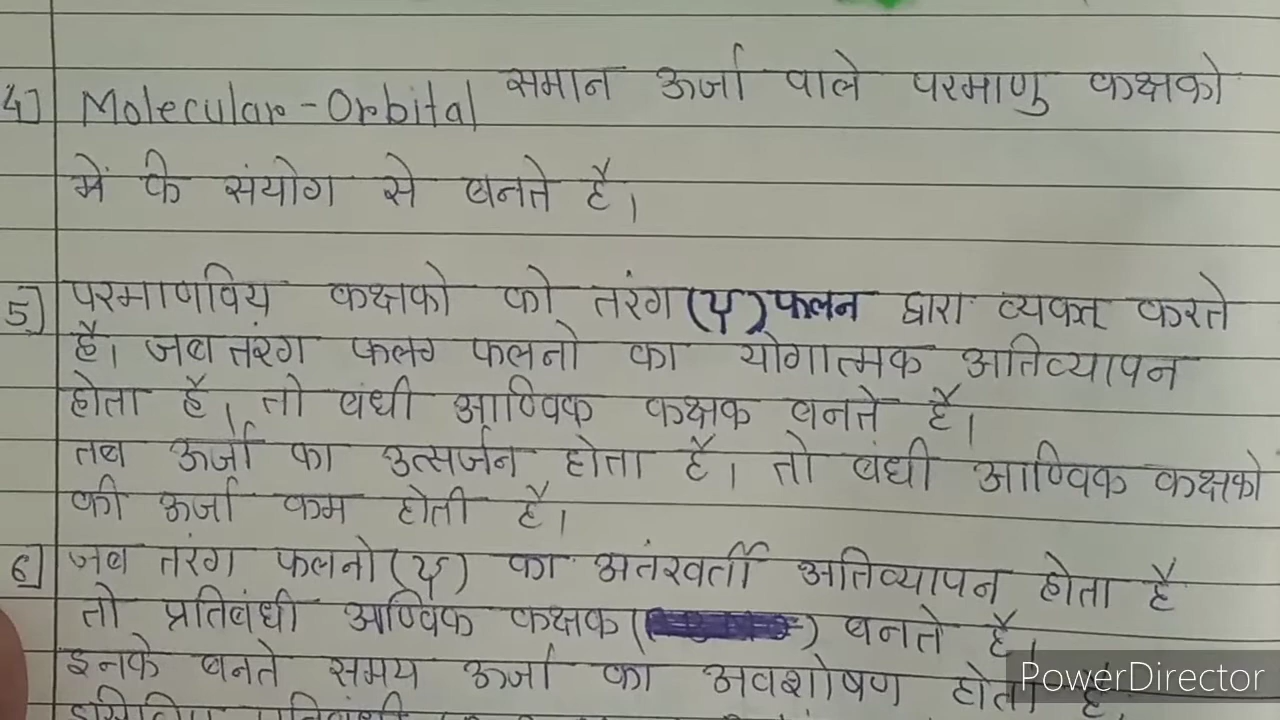 4] Molecular-Orbital समान ऊर्जा वाले परमाणु कक्षको
में के संयोग से बनते है।
5] परमाणविय कक्षको को तरंग (ψ) फलन द्वारा व्यक्त करते
है। जब तरंग फलन फलनो का योगात्मक अतिव्यापन
होता है, तो बंधी आण्विक कक्षक बनते है।
तब ऊर्जा का उत्सर्जन होता है। तो बंधी आण्विक कक्षको
की ऊर्जा कम होती है।
6] जब तरंग फलनो (ψ) का अतंरवर्ती अतिव्यापन होता है
तो प्रतिबंधी आण्विक कक्षक ( ) बनते है।
इनके बनते समय ऊर्जा का अवशोषण होता है,
PowerDirector